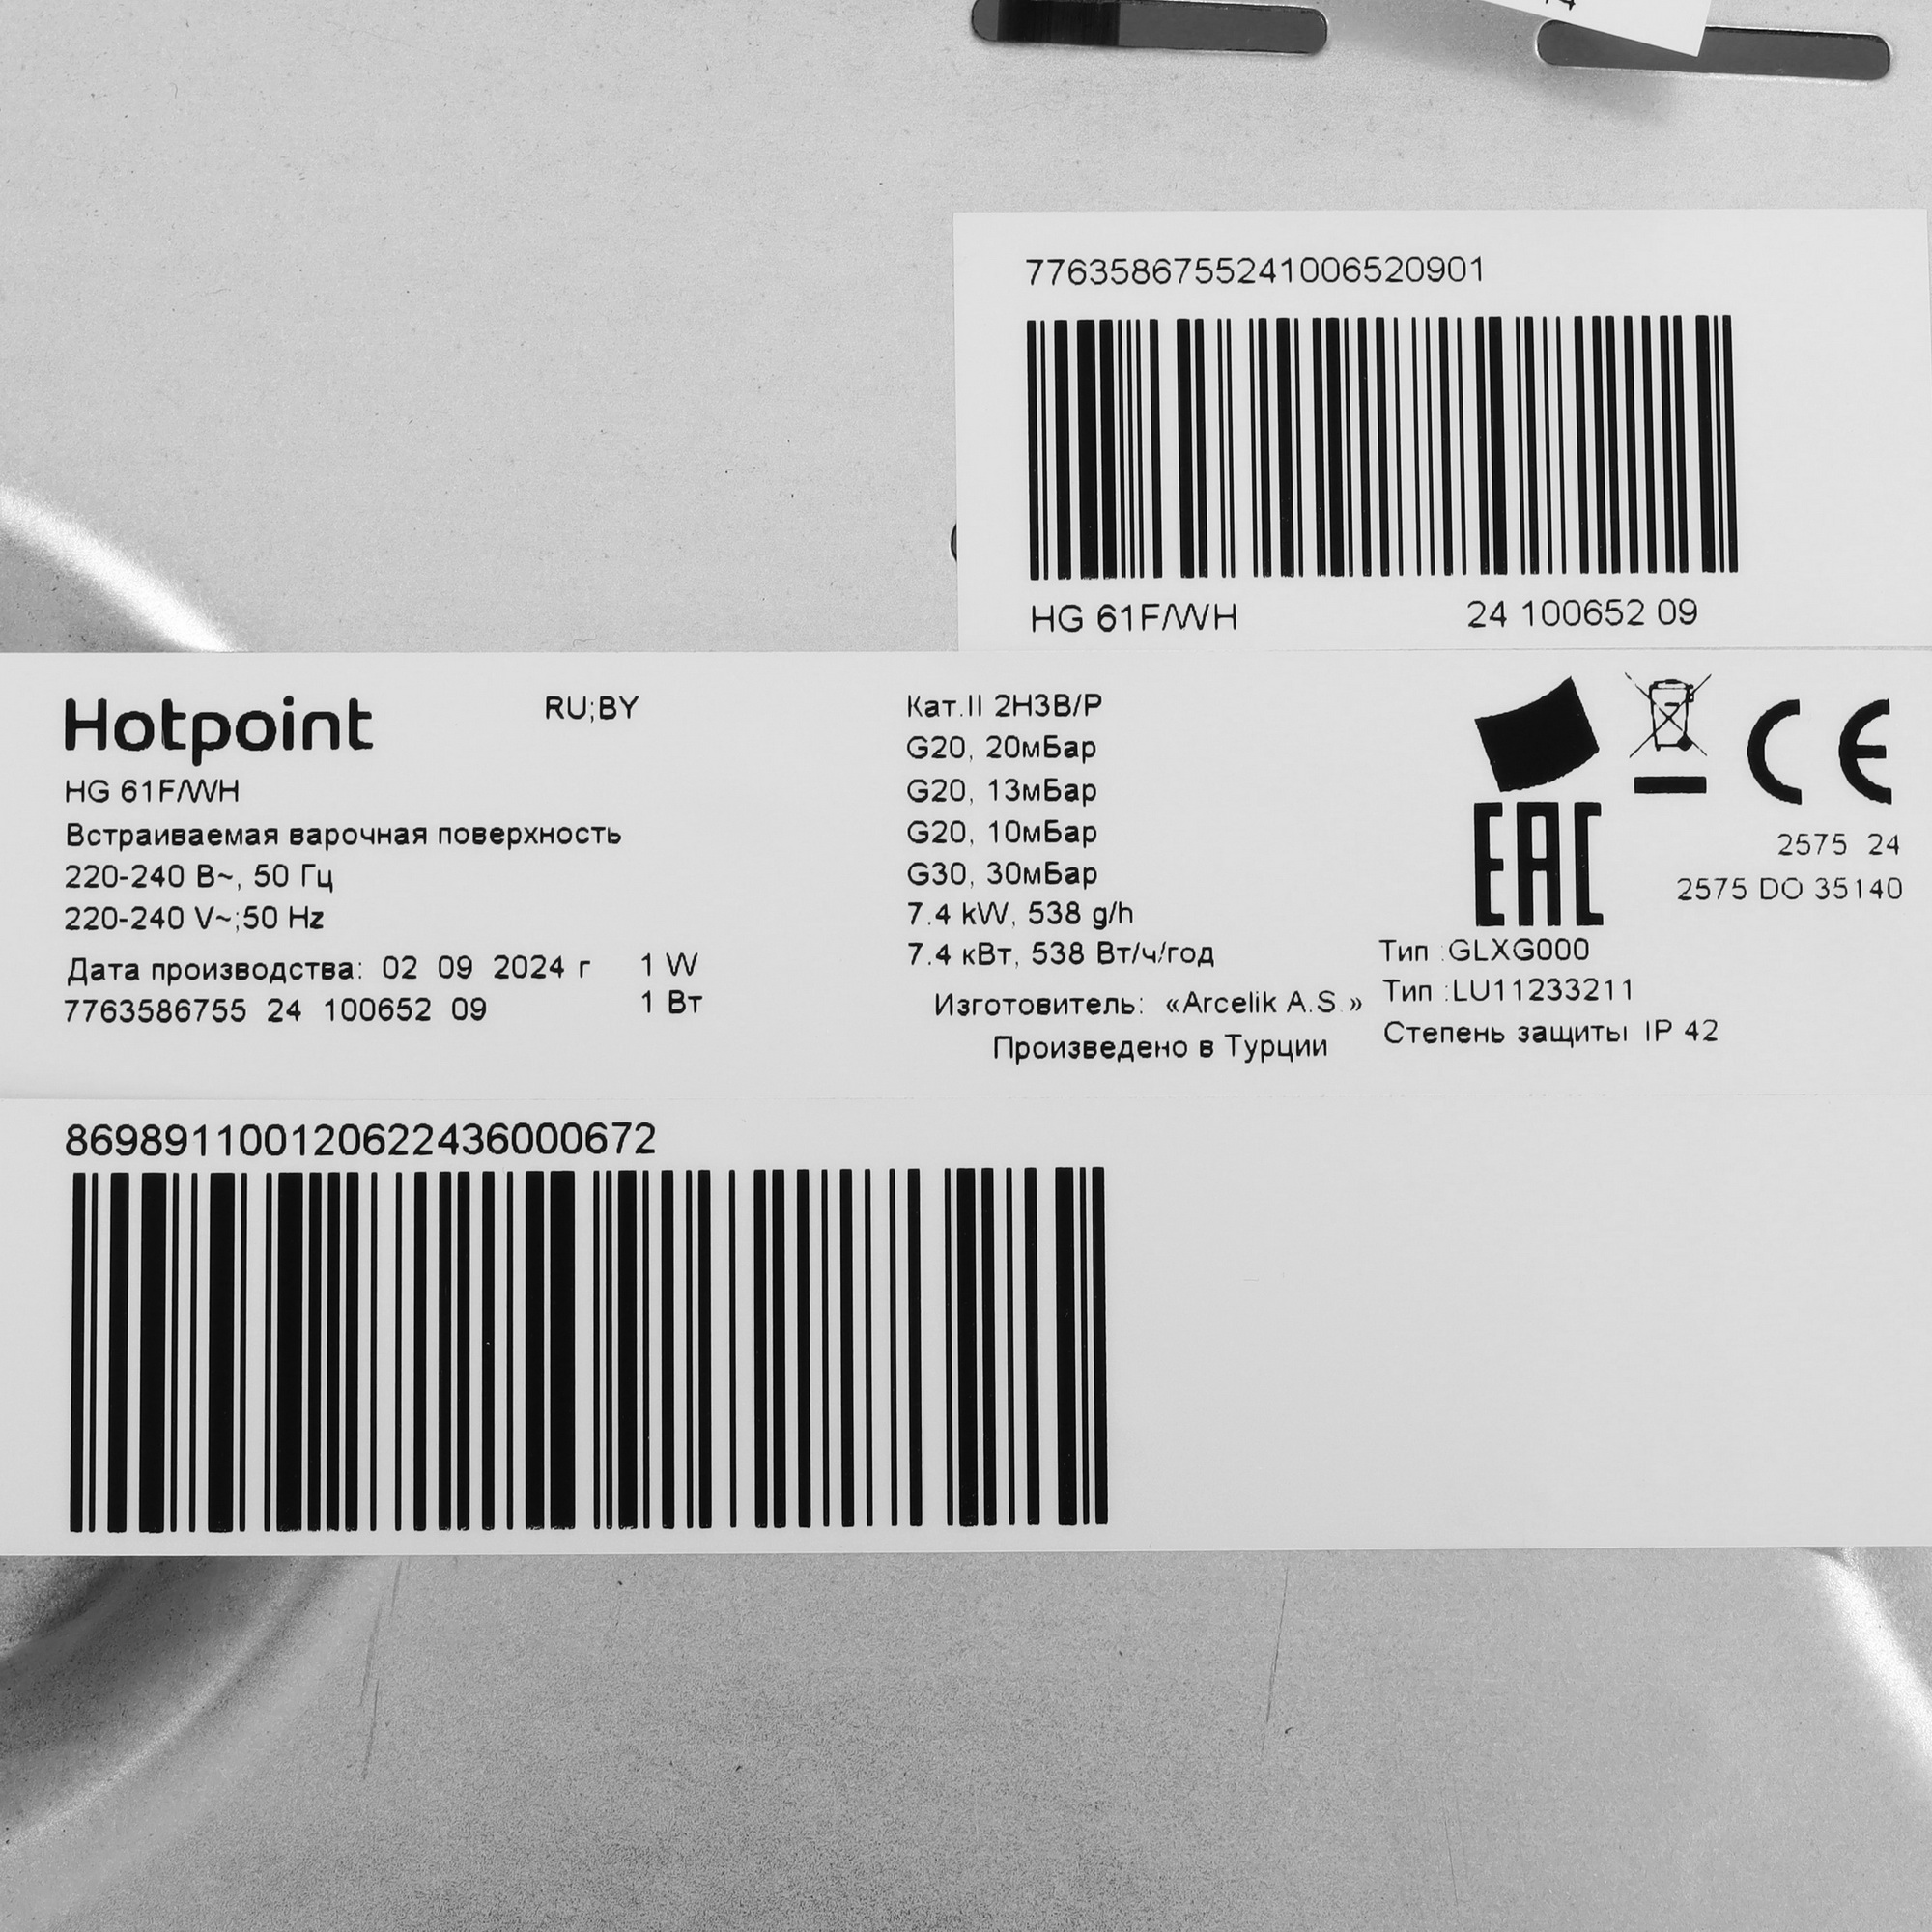 7763586755241006520901
HG 61F/WH 24 100652 09
Hotpoint RU;BY
HG 61F/WH
Встраиваемая варочная поверхность
220-240 В~, 50 Гц
220-240 V~;50 Hz
Дата производства: 02 09 2024 г 1 W
7763586755 24 100652 09 1 Вт
Кат.II 2H3B/P
G20, 20мБар
G20, 13мБар
G20, 10мБар
G30, 30мБар
7.4 kW, 538 g/h
7.4 кВт, 538 Вт/ч/год
Изготовитель: «Arcelik A.S.»
Произведено в Турции
CE
EAC
2575 24
2575 DO 35140
Тип :GLXG000
Тип :LU11233211
Степень защиты IP 42
869891100120622436000672